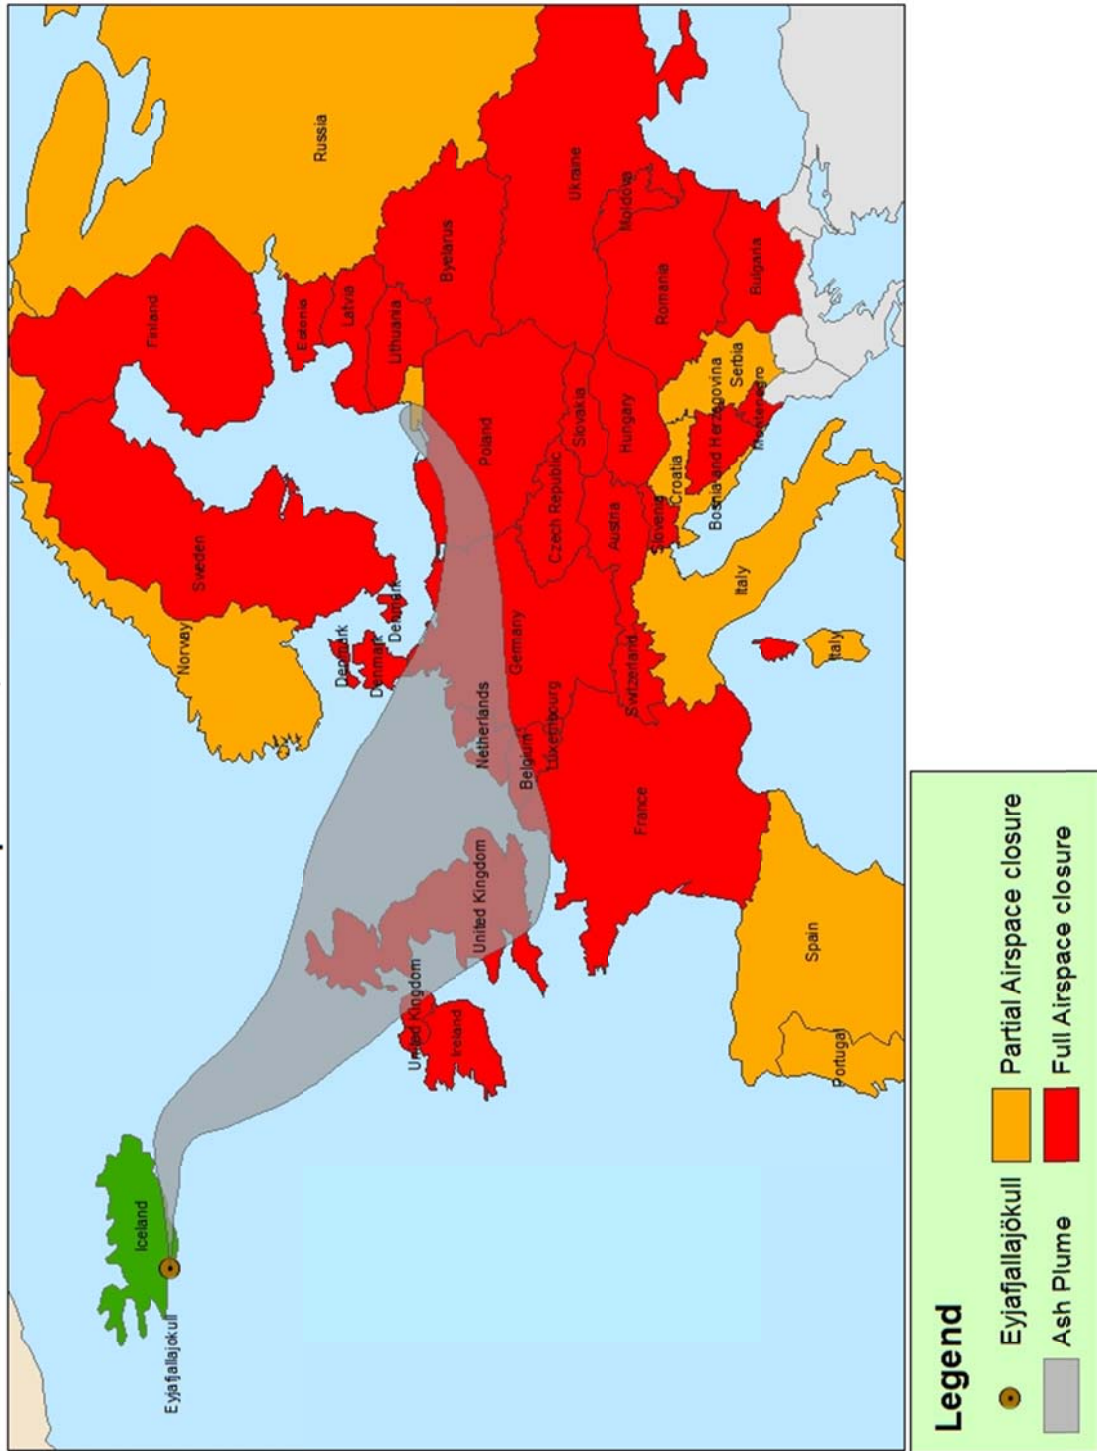 Iceland
Eyjafjallajokull
Norway
Sweden
Finland
Russia
Denmark
Denmark
Denmark
Estonia
Latvia
Lithuania
Byelarus
United Kingdom
Ireland
United Kingdom
Netherlands
Belgium
Luxembourg
Germany
Poland
Czech Republic
Slovakia
Ukraine
Moldova
France
Switzerland
Austria
Slovenia
Hungary
Romania
Croatia
Bosnia and Herzegovina
Serbia
Montenegro
Bulgaria
Italy
Italy
Spain
Portugal
Legend
Eyjafjallajökull
Partial Airspace closure
Ash Plume
Full Airspace closure